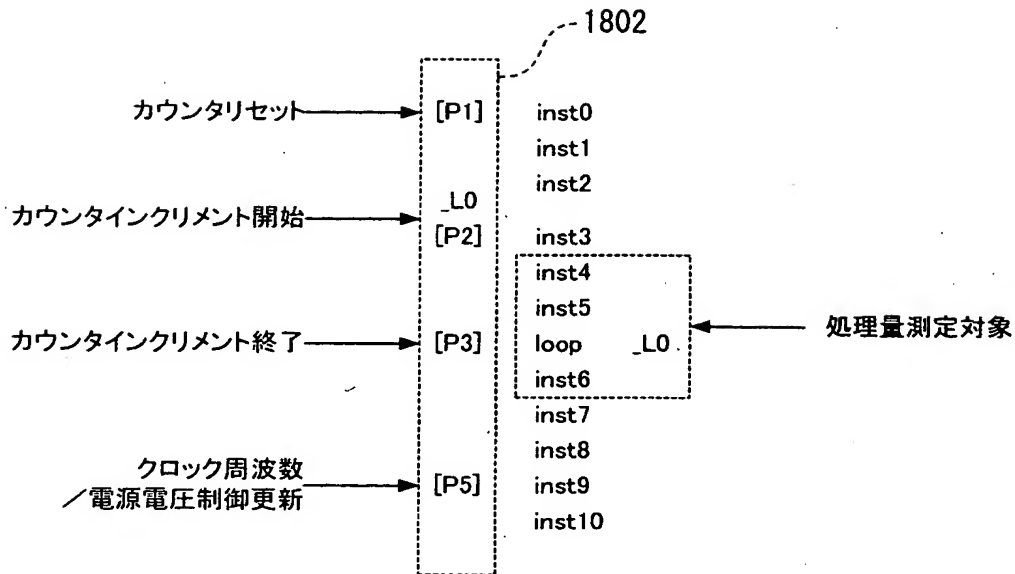 1802
カウンタリセット [P1] inst0
inst1
inst2
_L0
カウンタインクリメント開始 [P2] inst3
inst4
inst5
カウンタインクリメント終了 [P3] loop _L0
処理量測定対象
inst6
inst7
inst8
クロック周波数
／電源電圧制御更新 [P5] inst9
inst10